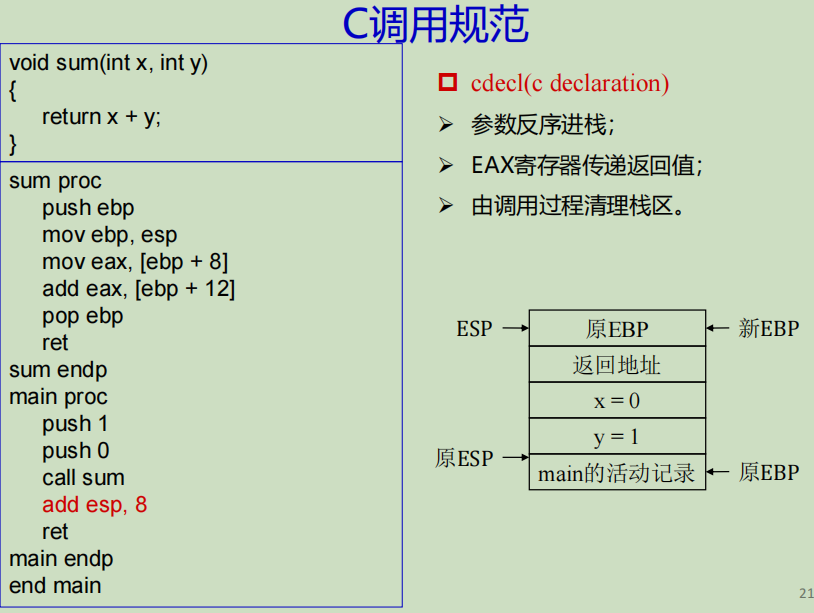 C调用规范
void sum(int x, int y)
{
return x + y;
}
sum proc
push ebp
mov ebp, esp
mov eax, [ebp + 8]
add eax, [ebp + 12]
pop ebp
ret
sum endp
main proc
push 1
push 0
call sum
add esp, 8
ret
main endp
end main
cdecl(c declaration)
参数反序进栈；
EAX寄存器传递返回值；
由调用过程清理栈区。
ESP
原EBP
新EBP
返回地址
x = 0
y = 1
原ESP
main的活动记录
原EBP
21